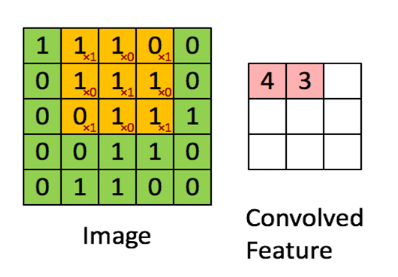 1 1 ×1 1 ×0 0 ×1 0
0 1 ×0 1 ×1 1 ×0 0
0 0 ×1 1 ×0 1 ×1 1
0 0 1 1 0
0 1 1 0 0
Image
4 3
Convolved
Feature